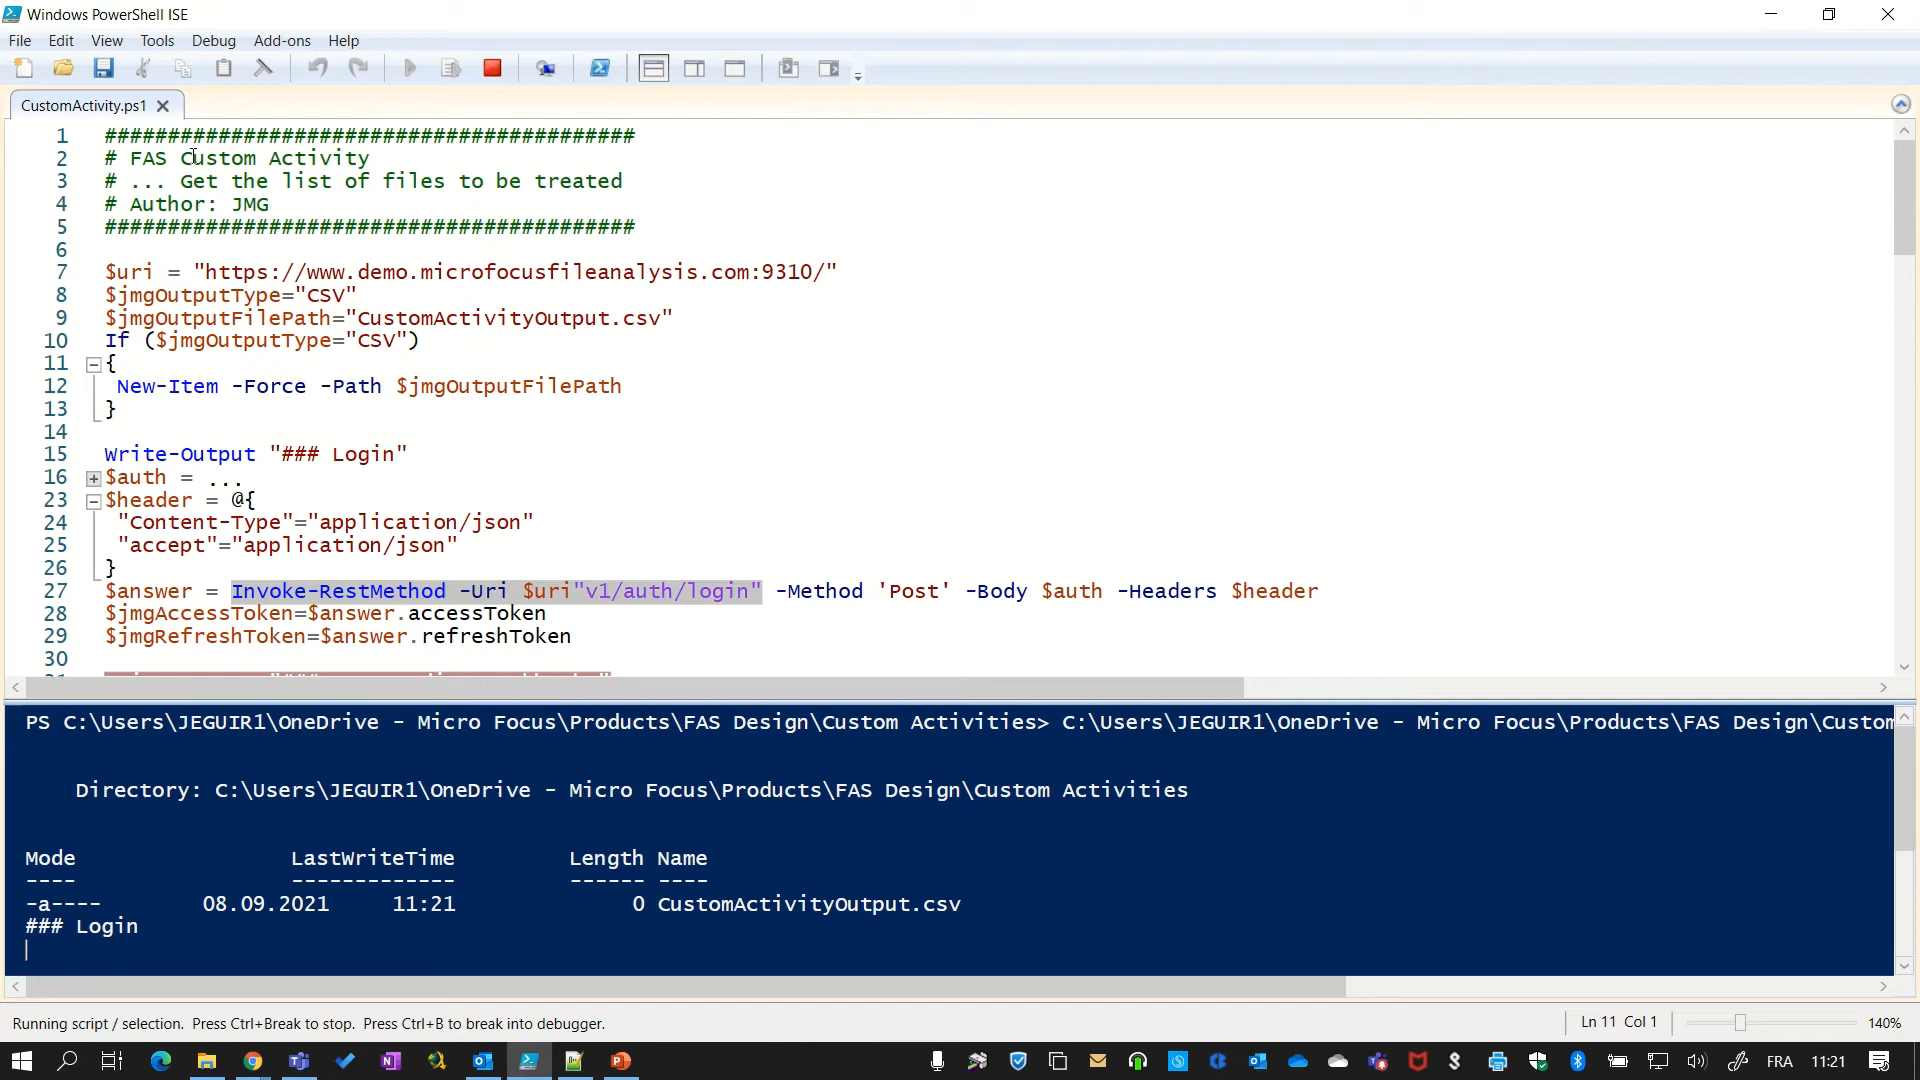 Windows PowerShell ISE
File Edit View Tools Debug Add-ons Help
CustomActivity.ps1
1 ##########################################
2 # FAS Custom Activity
3 # ... Get the list of files to be treated
4 # Author: JMG
5 ##########################################
6
7 $uri = "https://www.demo.microfocusfileanalysis.com:9310/"
8 $jmgOutputType="CSV"
9 $jmgOutputFilePath="CustomActivityOutput.csv"
10 If ($jmgOutputType="CSV")
11 {
12 New-Item -Force -Path $jmgOutputFilePath
13 }
14
15 Write-Output "### Login"
16 $auth = ...
23 $header = @{
24 "Content-Type"="application/json"
25 "accept"="application/json"
26 }
27 $answer = Invoke-RestMethod -Uri $uri"v1/auth/login" -Method 'Post' -Body $auth -Headers $header
28 $jmgAccessToken=$answer.accessToken
29 $jmgRefreshToken=$answer.refreshToken
30
PS C:\Users\JEGUIR1\OneDrive - Micro Focus\Products\FAS Design\Custom Activities> C:\Users\JEGUIR1\OneDrive - Micro Focus\Products\FAS Design\Custom
Directory: C:\Users\JEGUIR1\OneDrive - Micro Focus\Products\FAS Design\Custom Activities
Mode LastWriteTime Length Name
---- ------------- ------ ----
-a---- 08.09.2021 11:21 0 CustomActivityOutput.csv
### Login
Running script / selection. Press Ctrl+Break to stop. Press Ctrl+B to break into debugger.
Ln 11 Col 1
140%
FRA 11:21